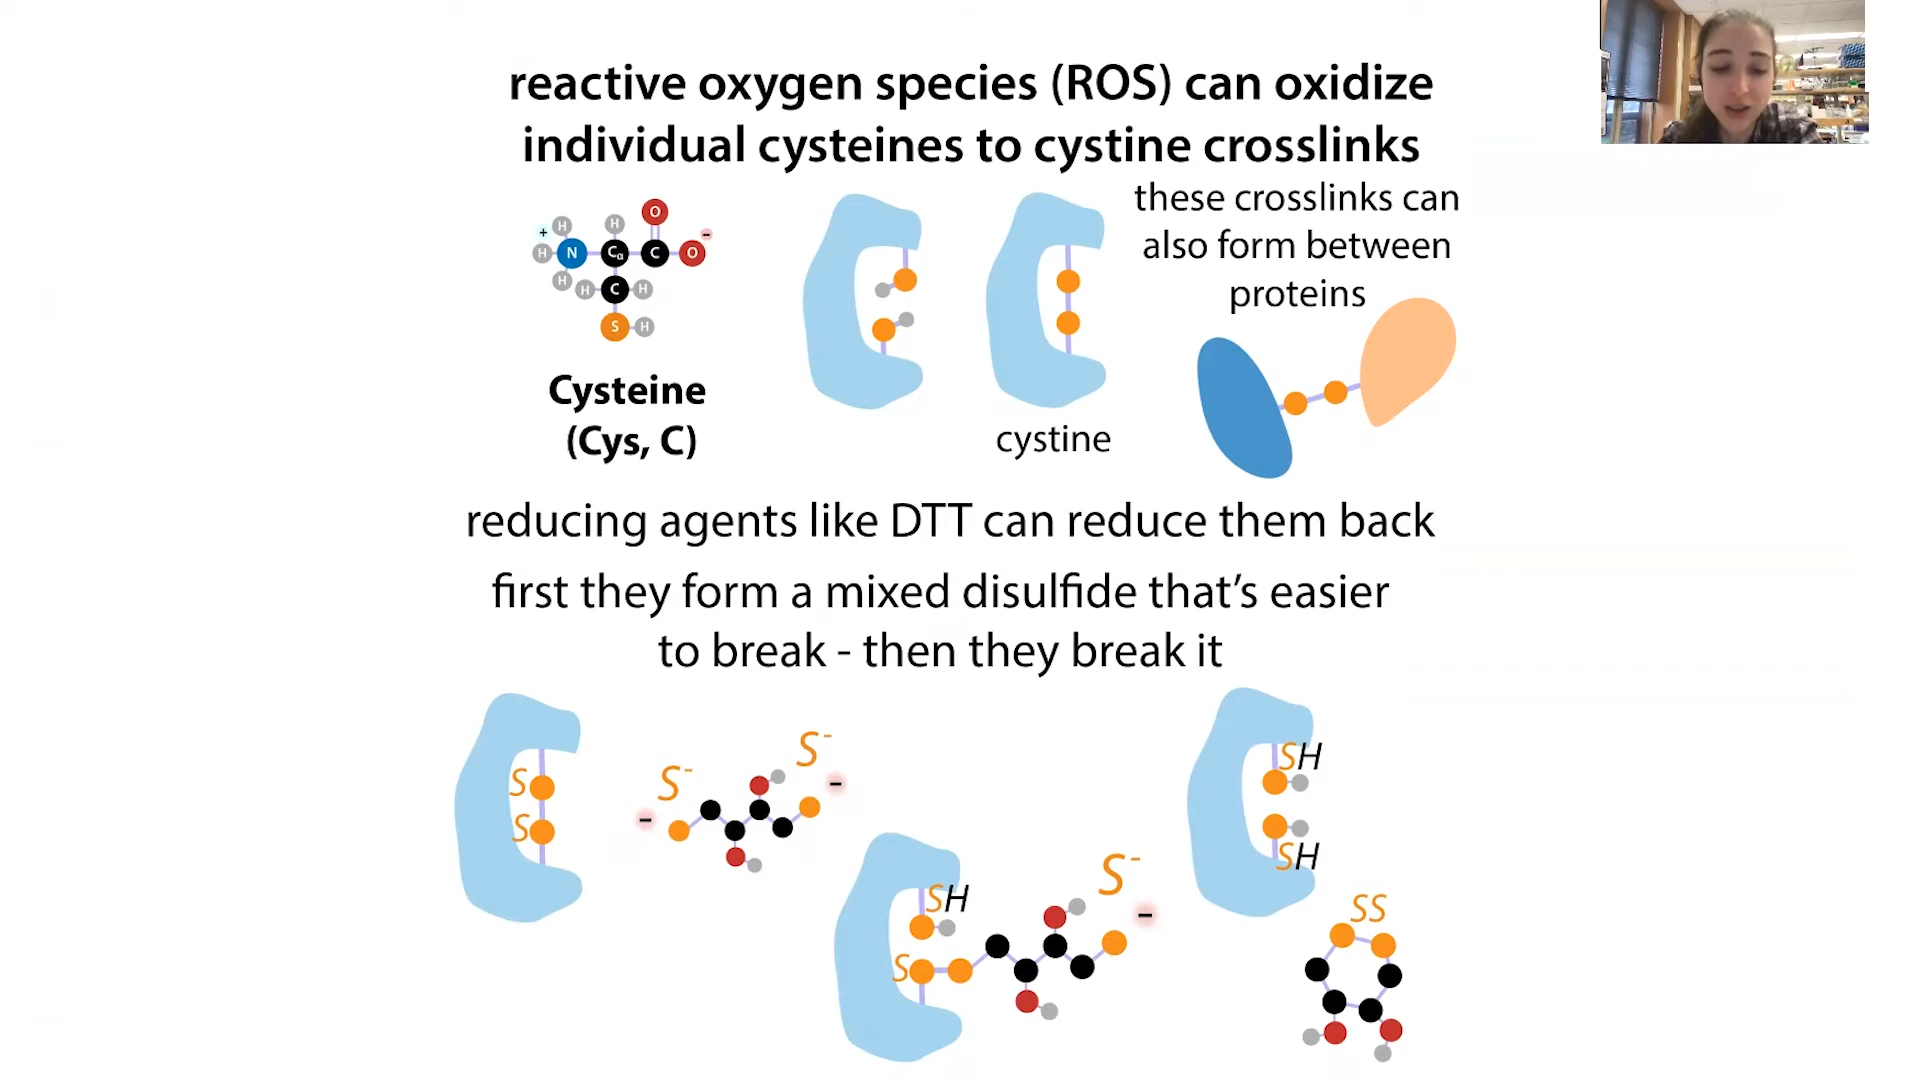 reactive oxygen species (ROS) can oxidize
individual cysteines to cystine crosslinks
these crosslinks can
also form between
proteins
+ H H O -
H N Cα C O
H H C H
S H
Cysteine
(Cys, C)
cystine
reducing agents like DTT can reduce them back
first they form a mixed disulfide that's easier
to break - then they break it
S
S
S-
-
S-
-
SH
S
S-
-
SH
SH
SS